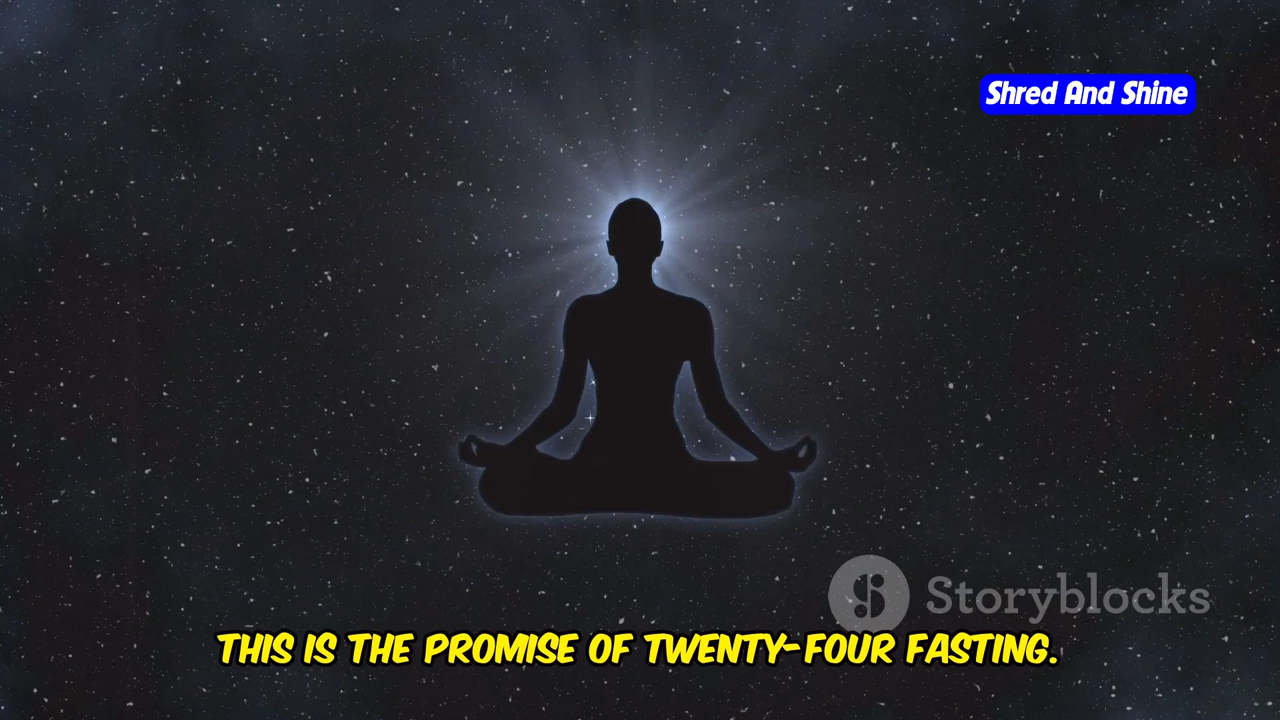 Shred And Shine
Storyblocks
THIS IS THE PROMISE OF TWENTY-FOUR FASTING.